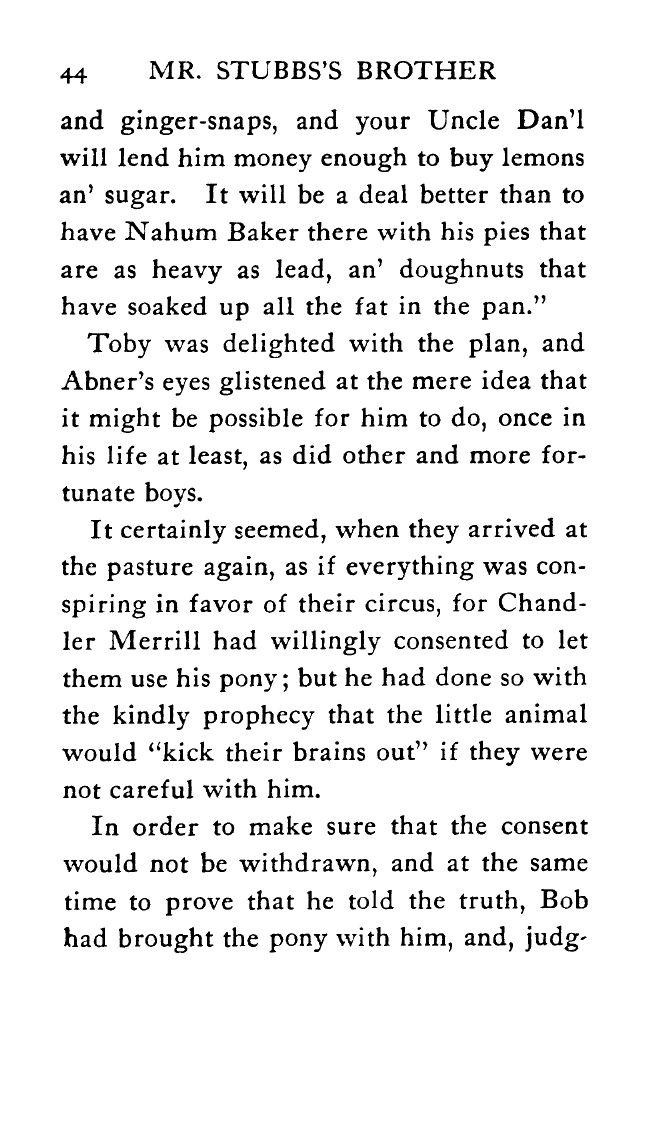 44 MR. STUBBS'S BROTHER
and ginger-snaps, and your Uncle Dan'l
will lend him money enough to buy lemons
an' sugar. It will be a deal better than to
have Nahum Baker there with his pies that
are as heavy as lead, an' doughnuts that
have soaked up all the fat in the pan."
Toby was delighted with the plan, and
Abner's eyes glistened at the mere idea that
it might be possible for him to do, once in
his life at least, as did other and more for-
tunate boys.
It certainly seemed, when they arrived at
the pasture again, as if everything was con-
spiring in favor of their circus, for Chand-
ler Merrill had willingly consented to let
them use his pony; but he had done so with
the kindly prophecy that the little animal
would "kick their brains out" if they were
not careful with him.
In order to make sure that the consent
would not be withdrawn, and at the same
time to prove that he told the truth, Bob
had brought the pony with him, and, judg-